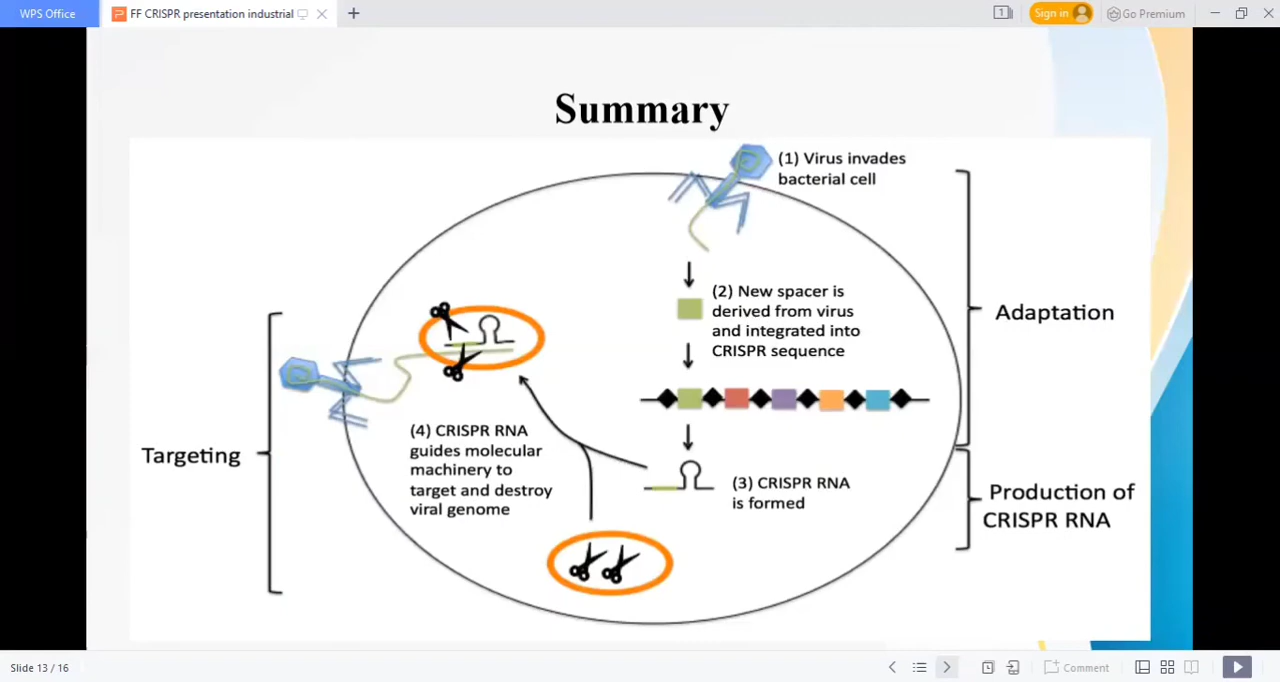 WPS Office
FF CRISPR presentation industrial
1
Sign in
Go Premium
Summary
(1) Virus invades
bacterial cell
(2) New spacer is
derived from virus
and integrated into
CRISPR sequence
Adaptation
(4) CRISPR RNA
guides molecular
machinery to
target and destroy
viral genome
Targeting
(3) CRISPR RNA
is formed
Production of
CRISPR RNA
Slide 13 / 16
Comment